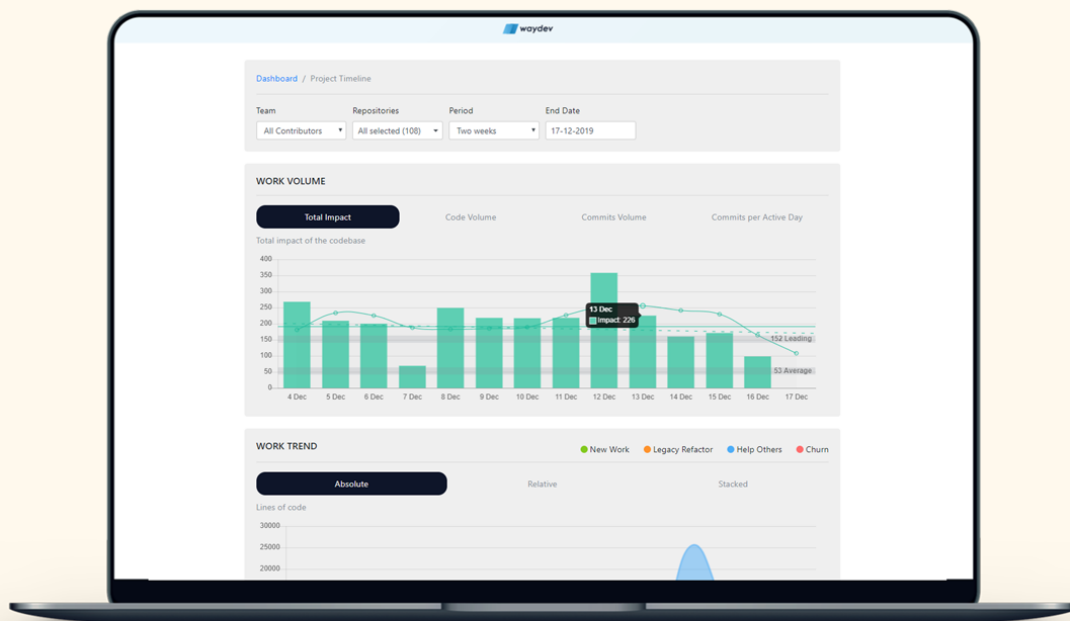 waydev
Dashboard / Project Timeline
Team Repositories Period End Date
All Contributors All selected (108) Two weeks 17-12-2019
WORK VOLUME
Total Impact Code Volume Commits Volume Commits per Active Day
Total impact of the codebase
400
350
300
250
200
150
100
50
0
13 Dec
Impact: 226
152 Leading
53 Average
4 Dec 5 Dec 6 Dec 7 Dec 8 Dec 9 Dec 10 Dec 11 Dec 12 Dec 13 Dec 14 Dec 15 Dec 16 Dec 17 Dec
WORK TREND
New Work Legacy Refactor Help Others Churn
Absolute Relative Stacked
Lines of code
30000
25000
20000